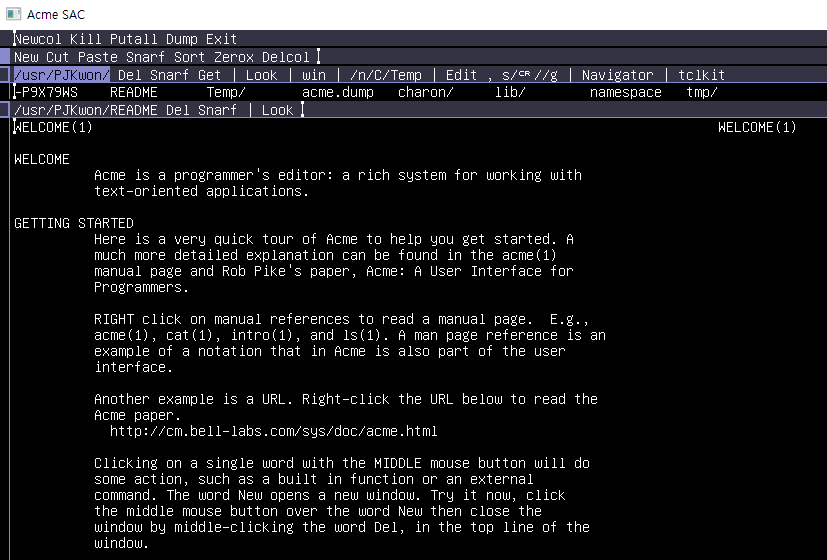 Acme SAC
Newcol Kill Putall Dump Exit
New Cut Paste Snarf Sort Zerox Delcol
/usr/PJKwon/ Del Snarf Get | Look | win | /n/C/Temp | Edit , s/␍//g | Navigator | tclkit
-P9X79WS README Temp/ acme.dump charon/ lib/ namespace tmp/
/usr/PJKwon/README Del Snarf | Look
WELCOME(1) WELCOME(1)
WELCOME
Acme is a programmer's editor: a rich system for working with
text-oriented applications.
GETTING STARTED
Here is a very quick tour of Acme to help you get started. A
much more detailed explanation can be found in the acme(1)
manual page and Rob Pike's paper, Acme: A User Interface for
Programmers.
RIGHT click on manual references to read a manual page. E.g.,
acme(1), cat(1), intro(1), and ls(1). A man page reference is an
example of a notation that in Acme is also part of the user
interface.
Another example is a URL. Right-click the URL below to read the
Acme paper.
http://cm.bell-labs.com/sys/doc/acme.html
Clicking on a single word with the MIDDLE mouse button will do
some action, such as a built in function or an external
command. The word New opens a new window. Try it now, click
the middle mouse button over the word New then close the
window by middle-clicking the word Del, in the top line of the
window.